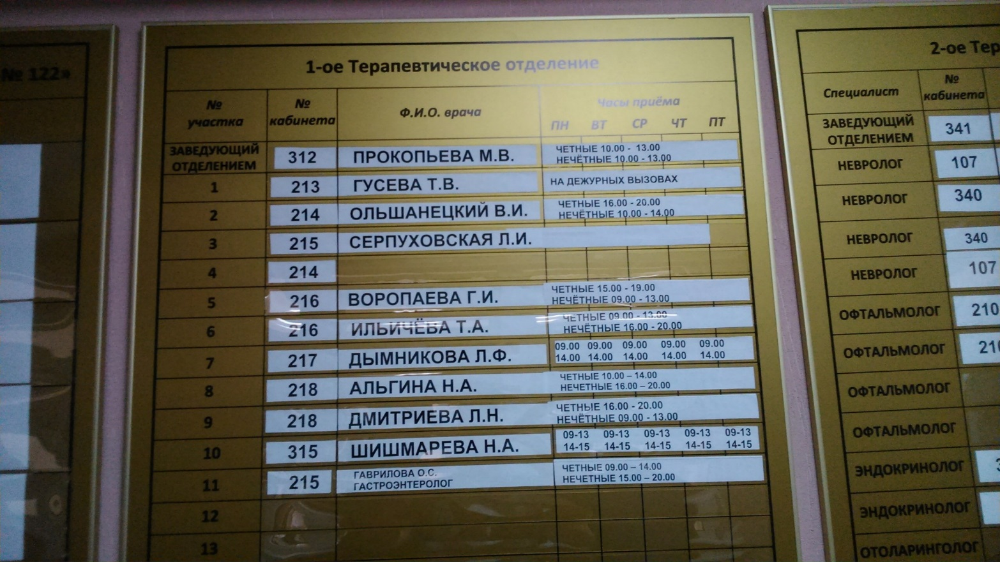 № 122»
1-ое Терапевтическое отделение
№ участка
№ кабинета
Ф.И.О. врача
Часы приёма
ПН ВТ СР ЧТ ПТ
ЗАВЕДУЮЩИЙ ОТДЕЛЕНИЕМ 312 ПРОКОПЬЕВА М.В. ЧЕТНЫЕ 10.00 - 13.00
НЕЧЁТНЫЕ 10.00 - 13.00
1 213 ГУСЕВА Т.В. НА ДЕЖУРНЫХ ВЫЗОВАХ
2 214 ОЛЬШАНЕЦКИЙ В.И. ЧЕТНЫЕ 16.00 - 20.00
НЕЧЁТНЫЕ 10.00 - 14.00
3 215 СЕРПУХОВСКАЯ Л.И.
4 214
5 216 ВОРОПАЕВА Г.И. ЧЕТНЫЕ 15.00 - 19.00
НЕЧЁТНЫЕ 09.00 - 13.00
6 216 ИЛЬИЧЁВА Т.А. ЧЕТНЫЕ 09.00 - 13.00
НЕЧЁТНЫЕ 16.00 - 20.00
7 217 ДЫМНИКОВА Л.Ф. 09.00 09.00 09.00 09.00 09.00
14.00 14.00 14.00 14.00 14.00
8 218 АЛЬГИНА Н.А. ЧЕТНЫЕ 10.00 – 14.00
НЕЧЕТНЫЕ 16.00 – 20.00
9 218 ДМИТРИЕВА Л.Н. ЧЕТНЫЕ 16.00 - 20.00
НЕЧЁТНЫЕ 09.00 - 13.00
10 315 ШИШМАРЕВА Н.А. 09-13 09-13 09-13 09-13 09-13
14-15 14-15 14-15 14-15 14-15
11 215 ГАВРИЛОВА О.С. ЧЕТНЫЕ 09.00 – 14.00
ГАСТРОЭНТЕРОЛОГ НЕЧЕТНЫЕ 15.00 – 20.00
12
13
2-ое
Специалист
№ кабинета
ЗАВЕДУЮЩИЙ ОТДЕЛЕНИЕМ 341
НЕВРОЛОГ 107
НЕВРОЛОГ 340
НЕВРОЛОГ 340
НЕВРОЛОГ 107
ОФТАЛЬМОЛОГ 210
ОФТАЛЬМОЛОГ
ОФТАЛЬМОЛОГ
ОФТАЛЬМОЛОГ
ЭНДОКРИНОЛОГ
ЭНДОКРИНОЛОГ
ОТОЛАРИНГОЛОГ